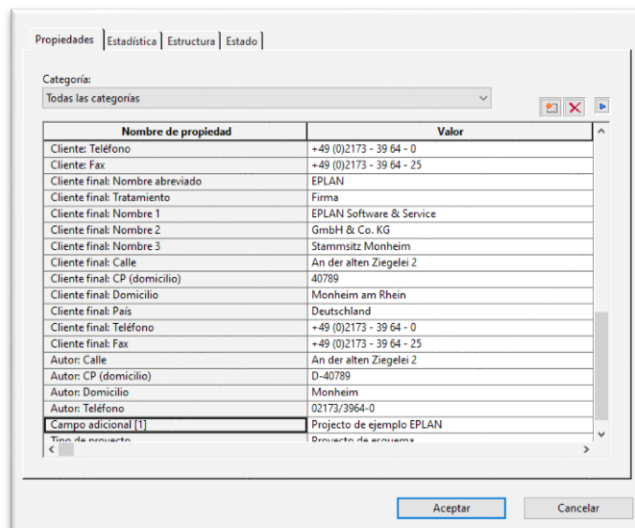 Propiedades Estadística Estructura Estado
Categoría:
Todas las categorías
Nombre de propiedad Valor
Cliente: Teléfono +49 (0)2173 - 39 64 - 0
Cliente: Fax +49 (0)2173 - 39 64 - 25
Cliente final: Nombre abreviado EPLAN
Cliente final: Tratamiento Firma
Cliente final: Nombre 1 EPLAN Software & Service
Cliente final: Nombre 2 GmbH & Co. KG
Cliente final: Nombre 3 Stammsitz Monheim
Cliente final: Calle An der alten Ziegelei 2
Cliente final: CP (domicilio) 40789
Cliente final: Domicilio Monheim am Rhein
Cliente final: País Deutschland
Cliente final: Teléfono +49 (0)2173 - 39 64 - 0
Cliente final: Fax +49 (0)2173 - 39 64 - 25
Autor: Calle An der alten Ziegelei 2
Autor: CP (domicilio) D-40789
Autor: Domicilio Monheim
Autor: Teléfono 02173/3964-0
Campo adicional [1] Projecto de ejemplo EPLAN
Tipo de proyecto Proyecto de esquema
Aceptar Cancelar